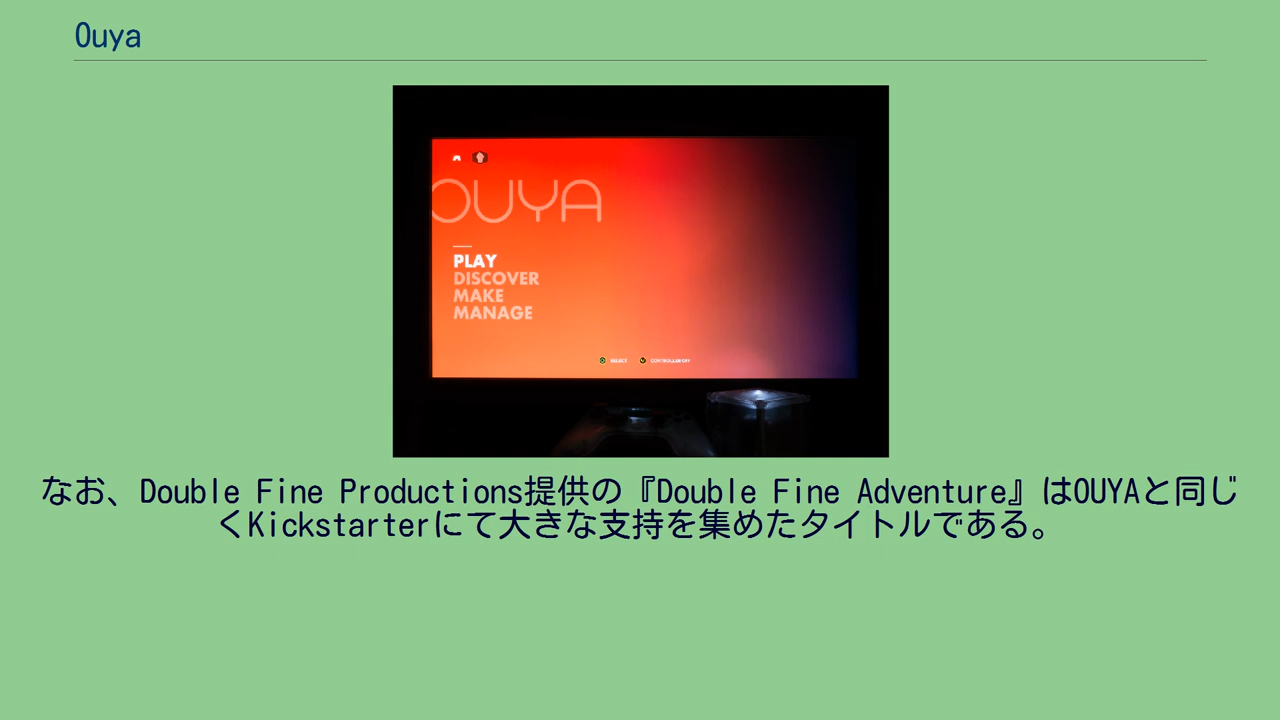 Ouya
OUYA
PLAY
DISCOVER
MAKE
MANAGE
SELECT CONTROLLER OFF
なお、Double Fine Productions提供の『Double Fine Adventure』はOUYAと同じ
くKickstarterにて大きな支持を集めたタイトルである。